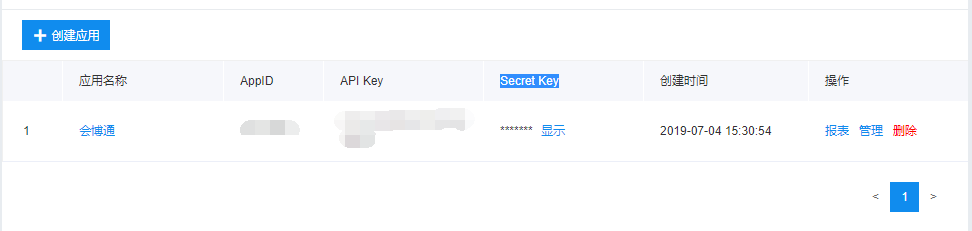 创建应用
应用名称 AppID API Key Secret Key 创建时间 操作
1 会博通 ******* 显示 2019-07-04 15:30:54 报表 管理 删除
< 1 >